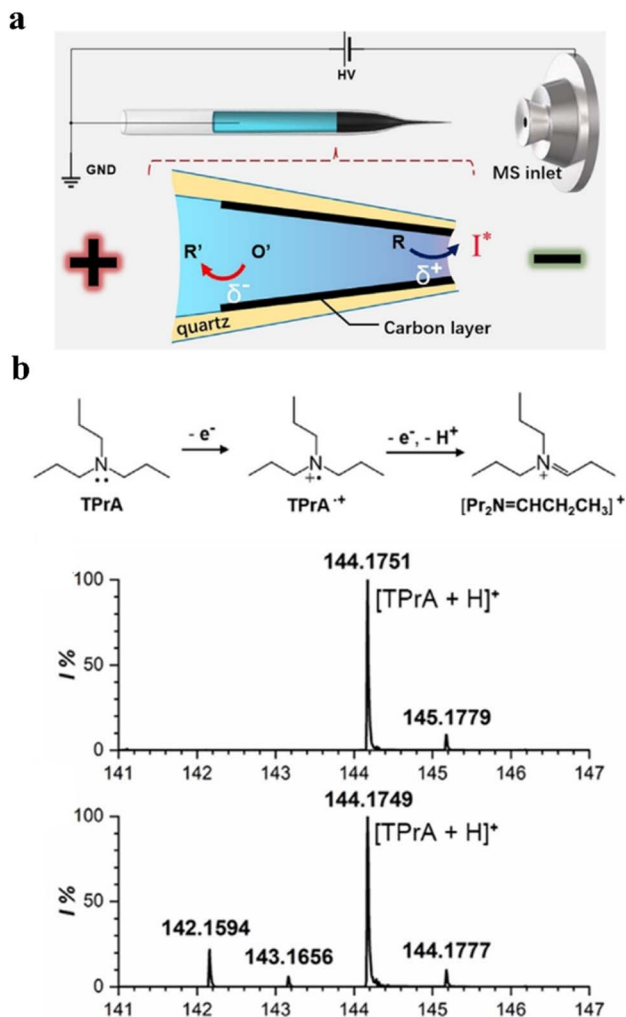 a
HV
GND
MS inlet
+
R' O' R I*
δ- δ+
−
quartz
Carbon layer
b
- e-
- e-, - H+
N N N
·· +· +
TPrA TPrA·+ [Pr2N=CHCH2CH3]+
144.1751
100
[TPrA + H]+
I %
50
145.1779
0
141 142 143 144 145 146 147
144.1749
100
[TPrA + H]+
I %
50
142.1594
143.1656
144.1777
0
141 142 143 144 145 146 147